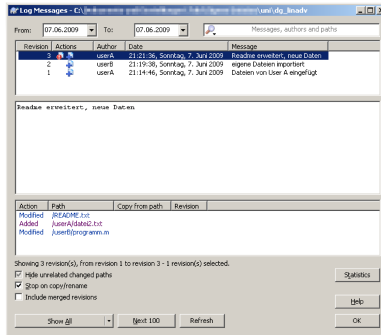 Log Messages - C:\ uni\dg_linadv
From: 07.06.2009 To: 07.06.2009 Messages, authors and paths
Revision Actions Author Date Message
3 userA 21:21:36, Sonntag, 7. Juni 2009 Readme erweitert, neue Daten
2 userB 21:19:38, Sonntag, 7. Juni 2009 eigene Dateien importiert
1 userA 21:14:46, Sonntag, 7. Juni 2009 Dateien von User A eingefügt
Readme erweitert, neue Daten
Action Path Copy from path Revision
Modified /README.txt
Added /userA/datei2.txt
Modified /userB/programm.m
Showing 3 revision(s), from revision 1 to revision 3 - 1 revision(s) selected.
Hide unrelated changed paths Statistics
Stop on copy/rename
Include merged revisions
Help
Show All Next 100 Refresh OK